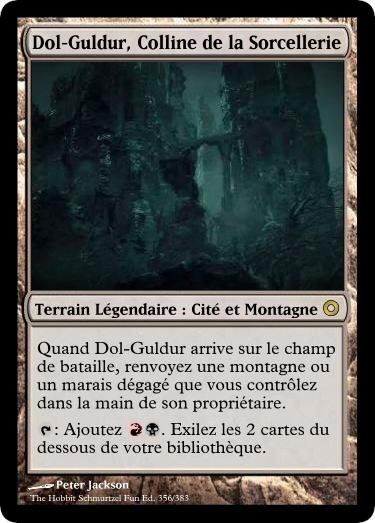 Dol-Guldur, Colline de la Sorcellerie
Terrain Légendaire : Cité et Montagne
Quand Dol-Guldur arrive sur le champ
de bataille, renvoyez une montagne ou
un marais dégagé que vous contrôlez
dans la main de son propriétaire.
: Ajoutez . Exilez les 2 cartes du
dessous de votre bibliothèque.
Peter Jackson
The Hobbit Schmurtzel Fun Ed. 356/383